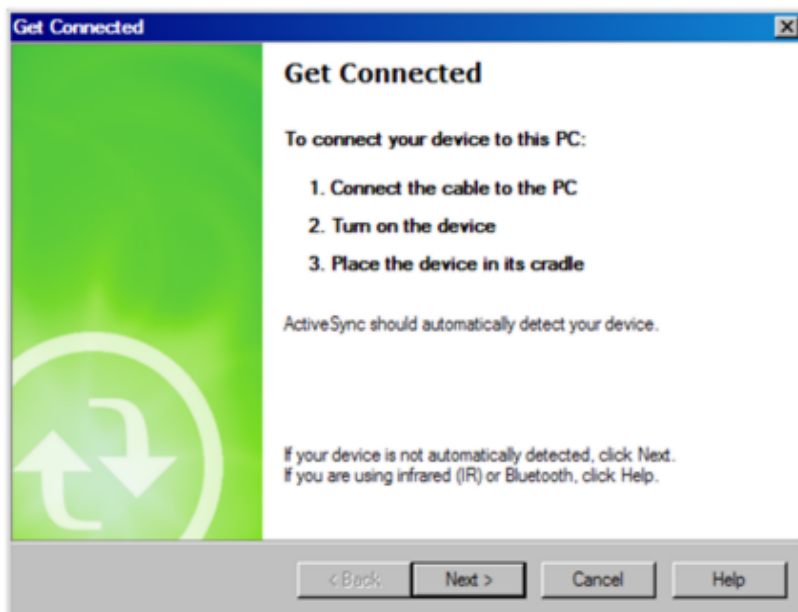 Get Connected
Get Connected
To connect your device to this PC:
1. Connect the cable to the PC
2. Turn on the device
3. Place the device in its cradle
ActiveSync should automatically detect your device.
If your device is not automatically detected, click Next.
If you are using infrared (IR) or Bluetooth, click Help.
< Back Next > Cancel Help